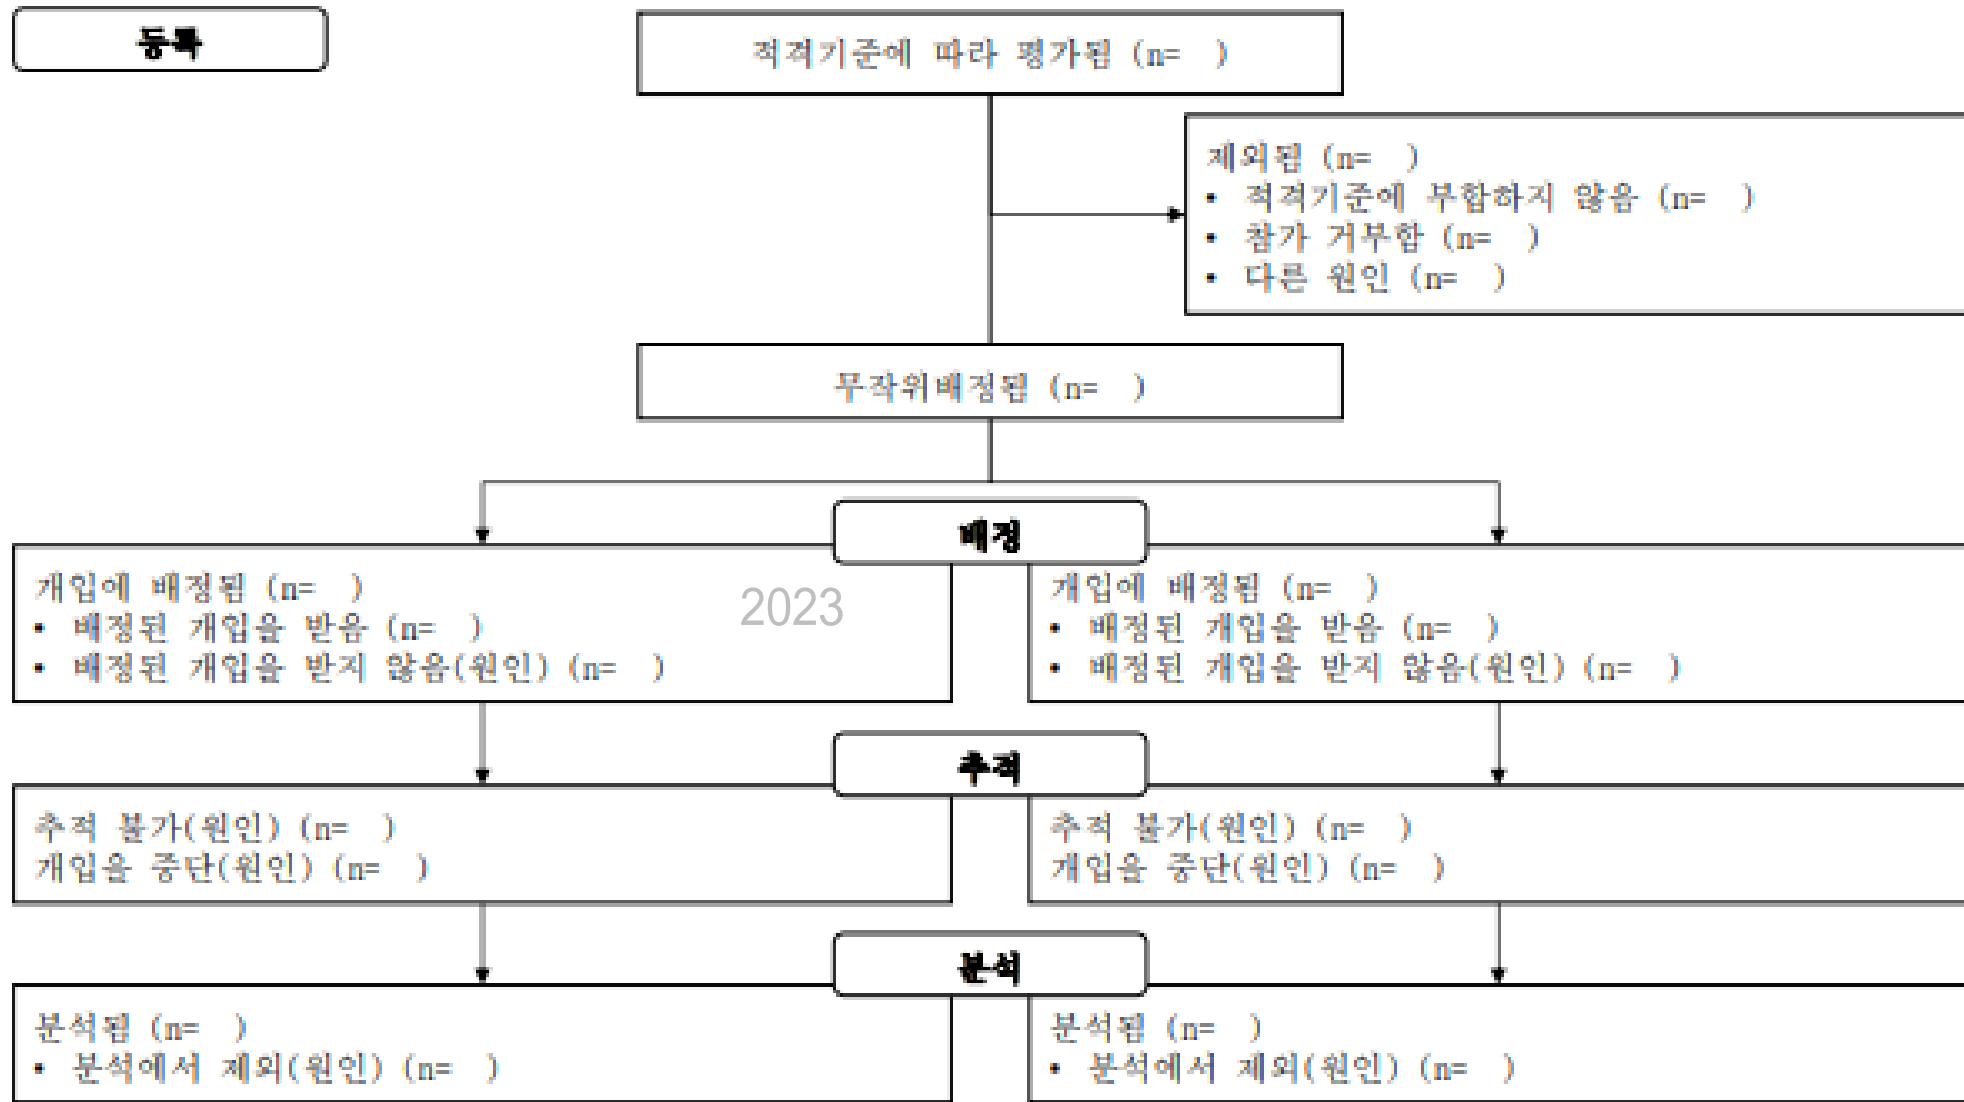 등록
적격기준에 따라 평가됨 (n=  )
제외됨 (n=  )
• 적격기준에 부합하지 않음 (n=  )
• 참가 거부함 (n=  )
• 다른 원인 (n=  )
무작위배정됨 (n=  )
배정
개입에 배정됨 (n=  )
• 배정된 개입을 받음 (n=  )
• 배정된 개입을 받지 않음(원인) (n=  )
2023
개입에 배정됨 (n=  )
• 배정된 개입을 받음 (n=  )
• 배정된 개입을 받지 않음(원인) (n=  )
추적
추적 불가(원인) (n=  )
개입을 중단(원인) (n=  )
추적 불가(원인) (n=  )
개입을 중단(원인) (n=  )
분석
분석됨 (n=  )
• 분석에서 제외(원인) (n=  )
분석됨 (n=  )
• 분석에서 제외(원인) (n=  )